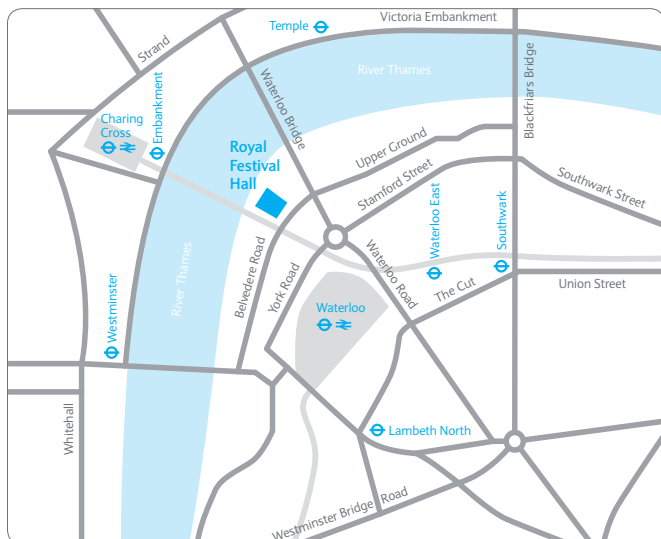 Temple
Victoria Embankment
Strand
River Thames
Waterloo Bridge
Blackfriars Bridge
Charing
Cross
Embankment
Royal
Festival
Hall
Upper Ground
Stamford Street
Southwark Street
Waterloo East
Southwark
Belvedere Road
York Road
Waterloo Road
River Thames
The Cut
Union Street
Waterloo
Westminster
Whitehall
Lambeth North
Westminster Bridge Road